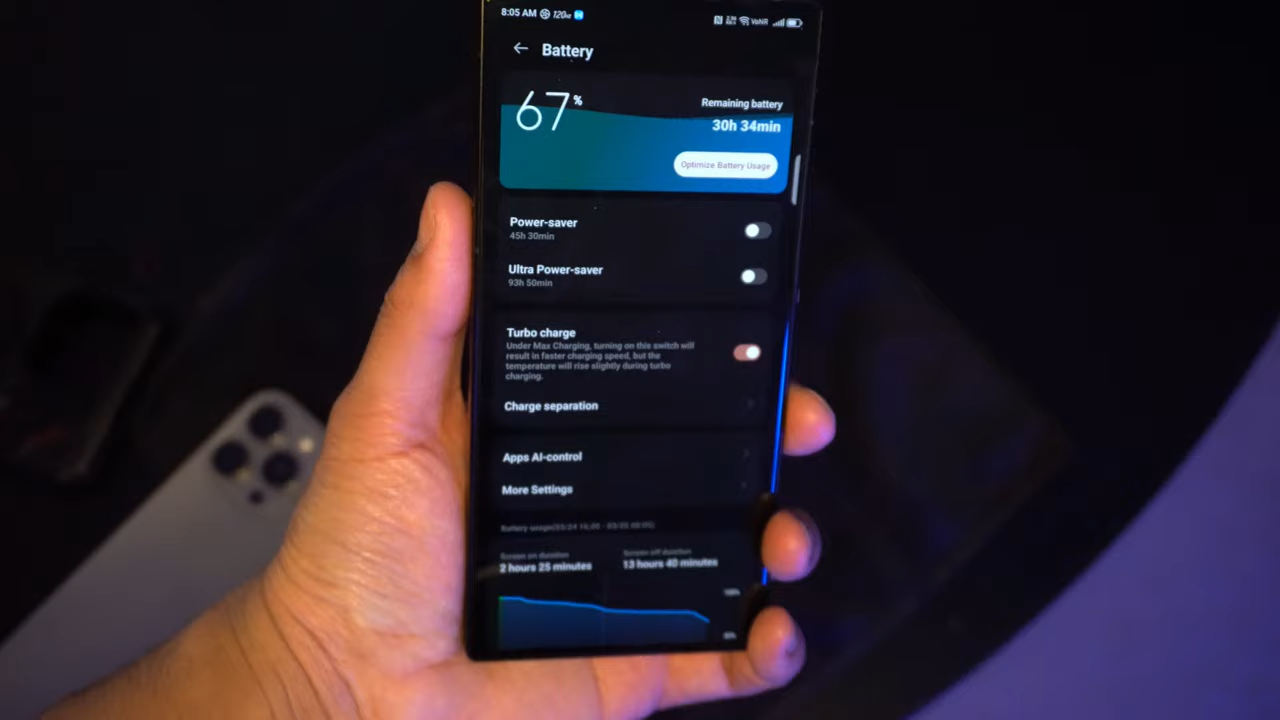 8:05 AM 120HZ
VoNR
Battery
67%
Remaining battery
30h 34min
Optimize Battery Usage
Power-saver
45h 30min
Ultra Power-saver
93h 50min
Turbo charge
Under Max Charging, turning on this switch will
result in faster charging speed, but the
temperature will rise slightly during turbo
charging.
Charge separation
Apps AI-control
More Settings
Screen on duration
Screen off duration
2 hours 25 minutes
13 hours 40 minutes
100%